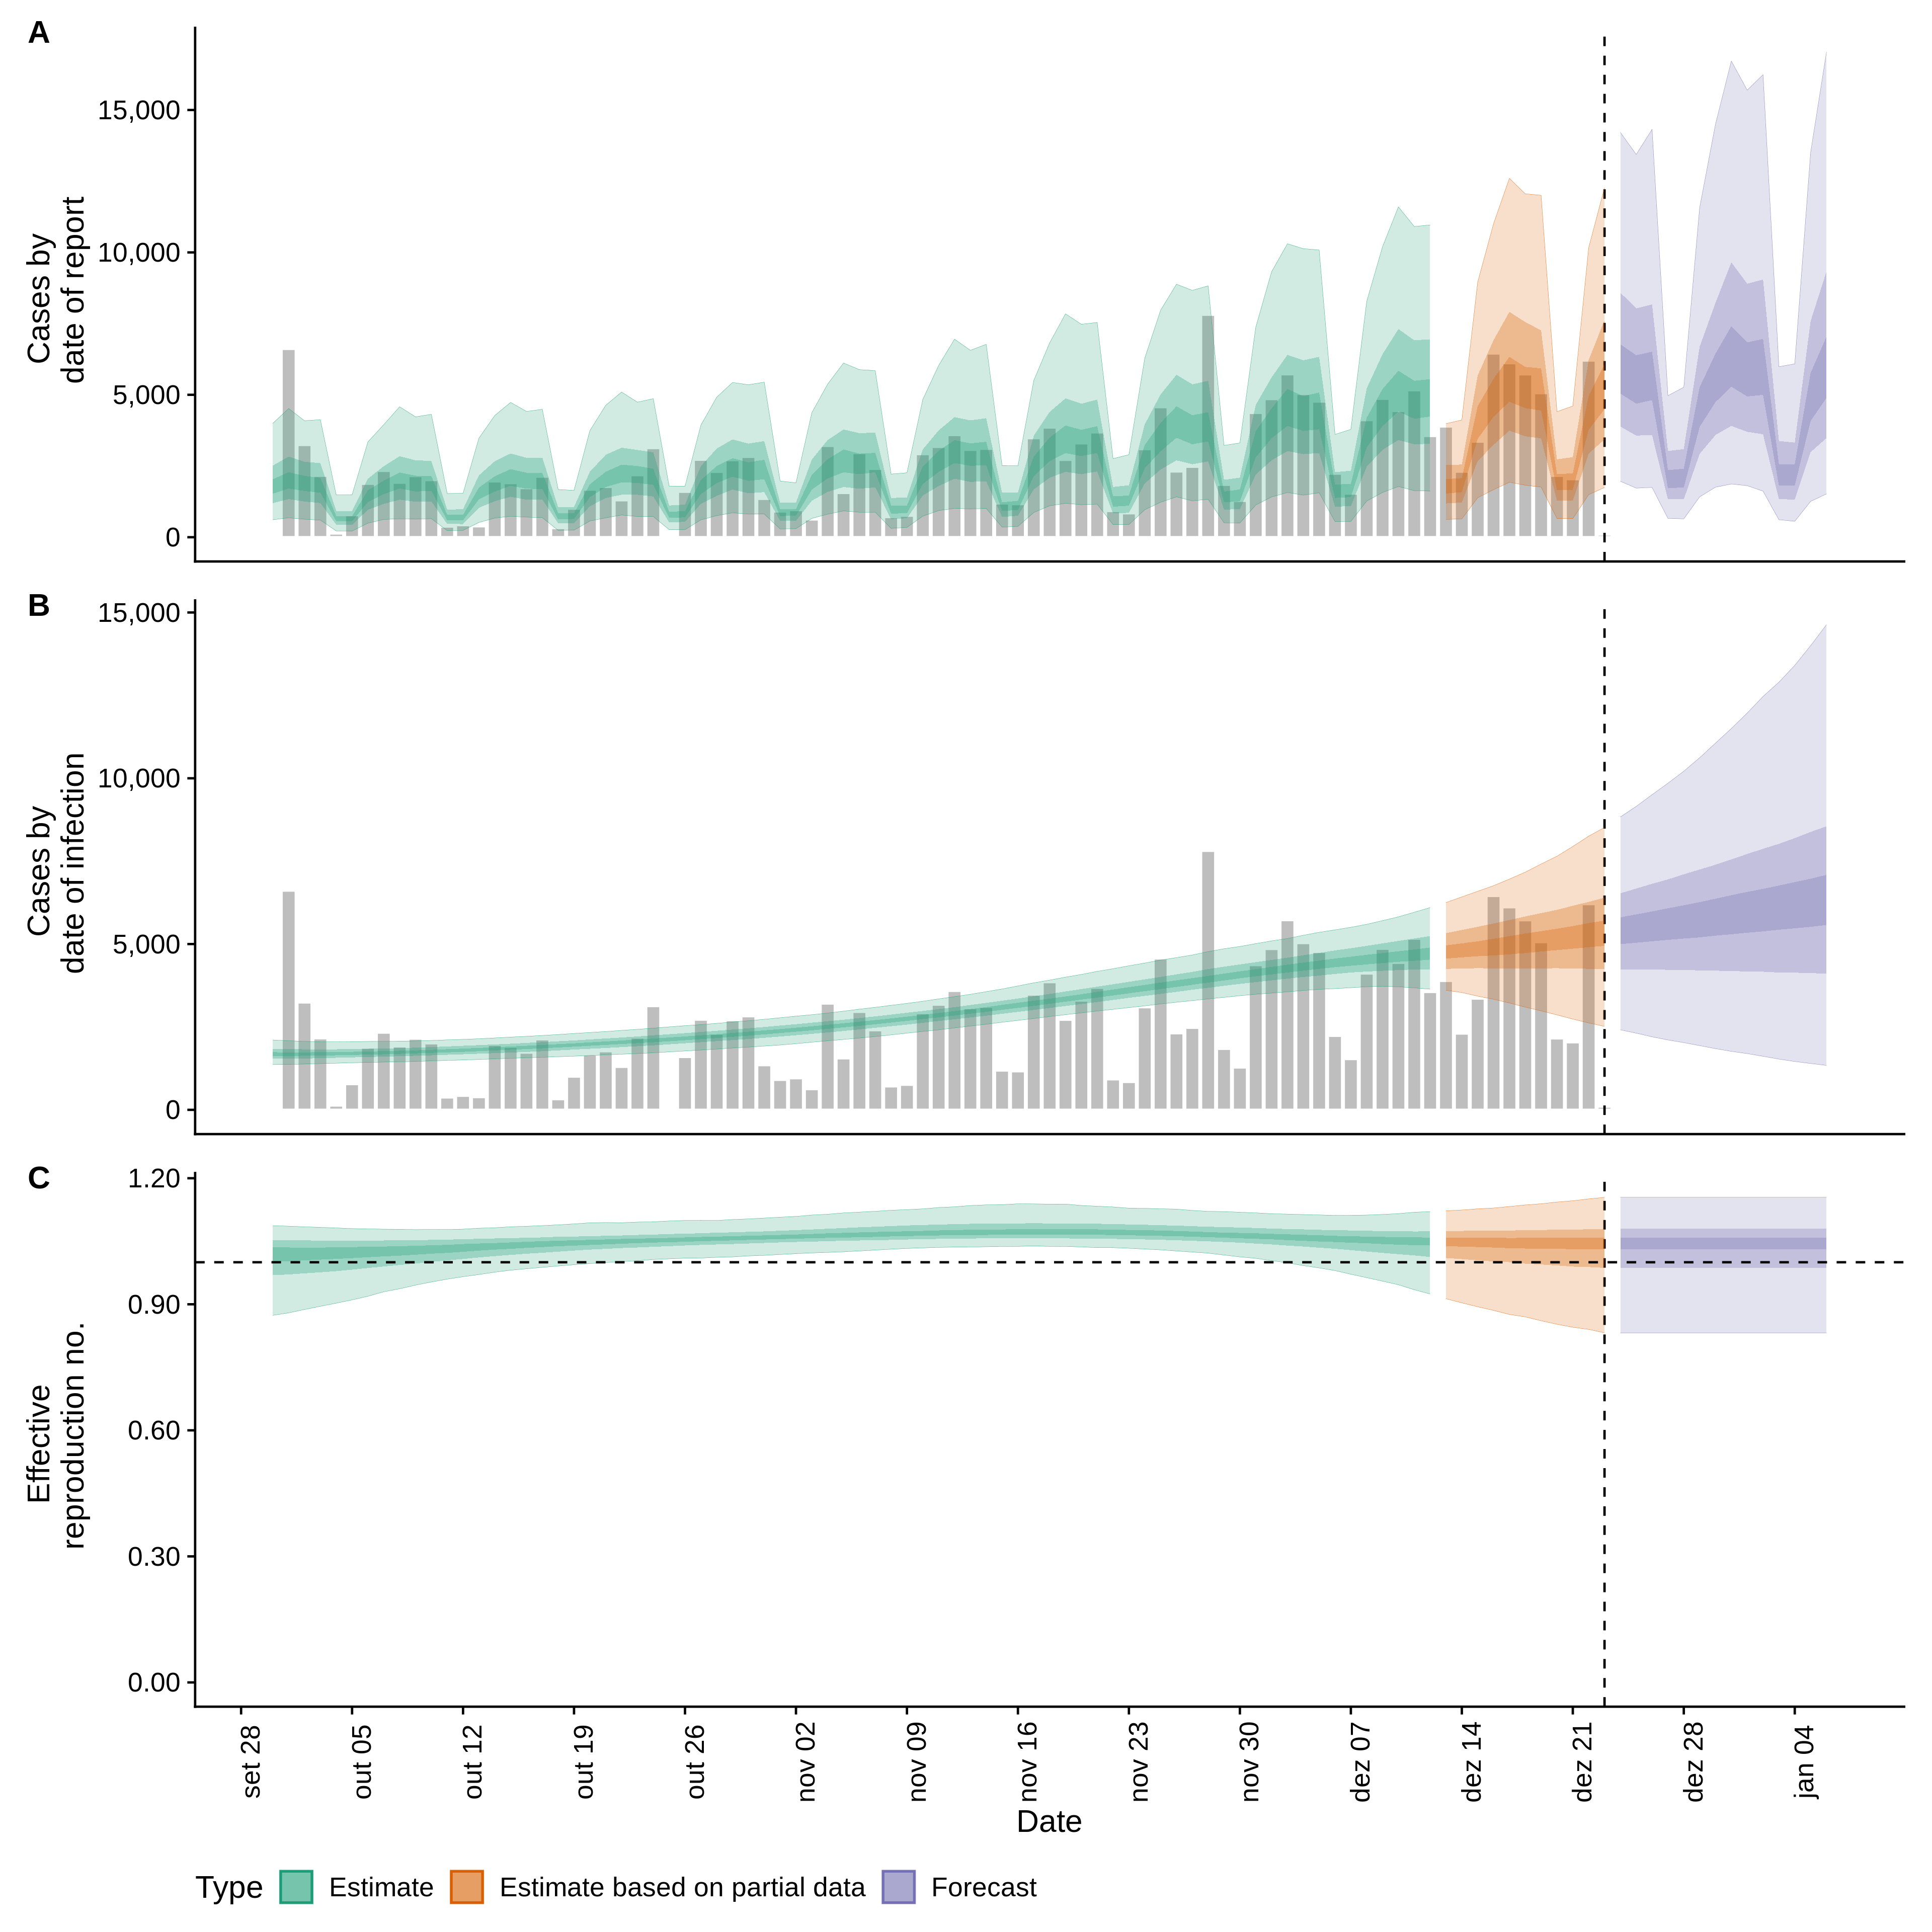 A
15,000
10,000
5,000
0
Cases by
date of report
B
15,000
10,000
5,000
0
Cases by
date of infection
C
1.20
0.90
0.60
0.30
0.00
Effective
reproduction no.
set 28
out 05
out 12
out 19
out 26
nov 02
nov 09
nov 16
nov 23
nov 30
dez 07
dez 14
dez 21
dez 28
jan 04
Date
Type
Estimate
Estimate based on partial data
Forecast